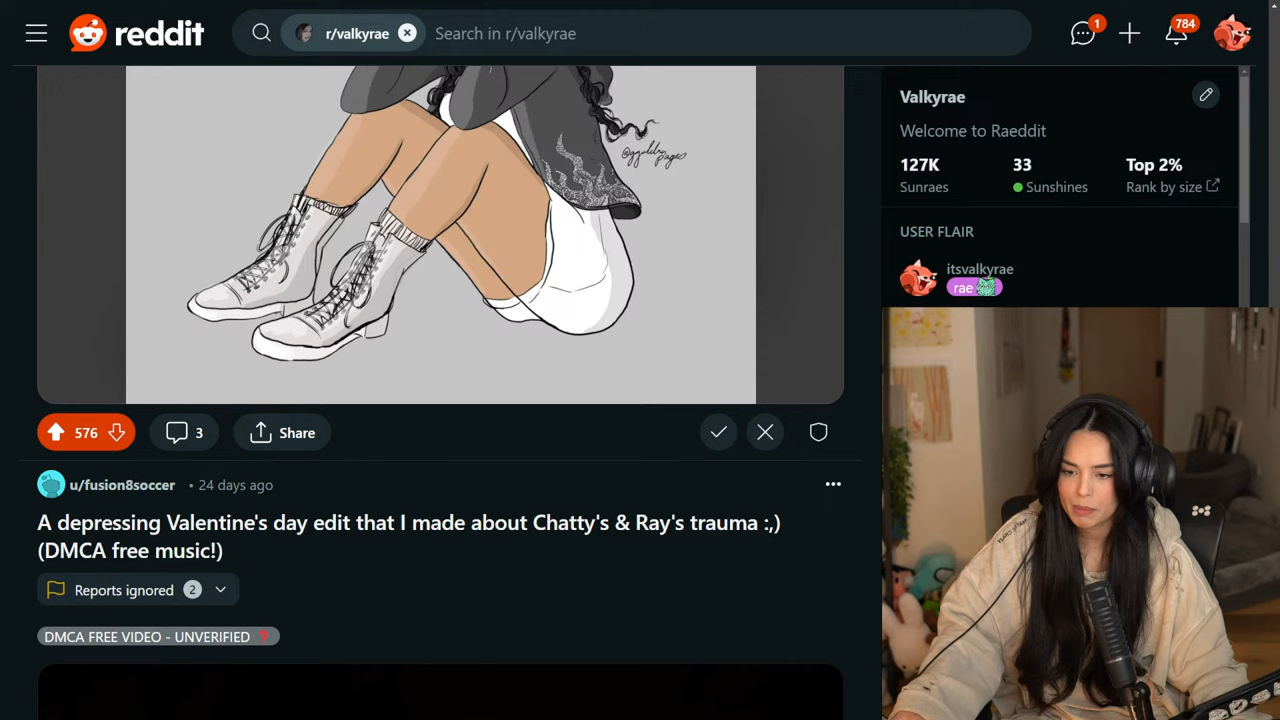 reddit
r/valkyrae
Search in r/valkyrae
1
784
Valkyrae
Welcome to Raeddit
127K
33
Top 2%
Sunraes
Sunshines
Rank by size
USER FLAIR
itsvalkyrae
rae
576
3
Share
u/fusion8soccer • 24 days ago
A depressing Valentine's day edit that I made about Chatty's & Ray's trauma :,)
(DMCA free music!)
Reports ignored 2
DMCA FREE VIDEO - UNVERIFIED ❓